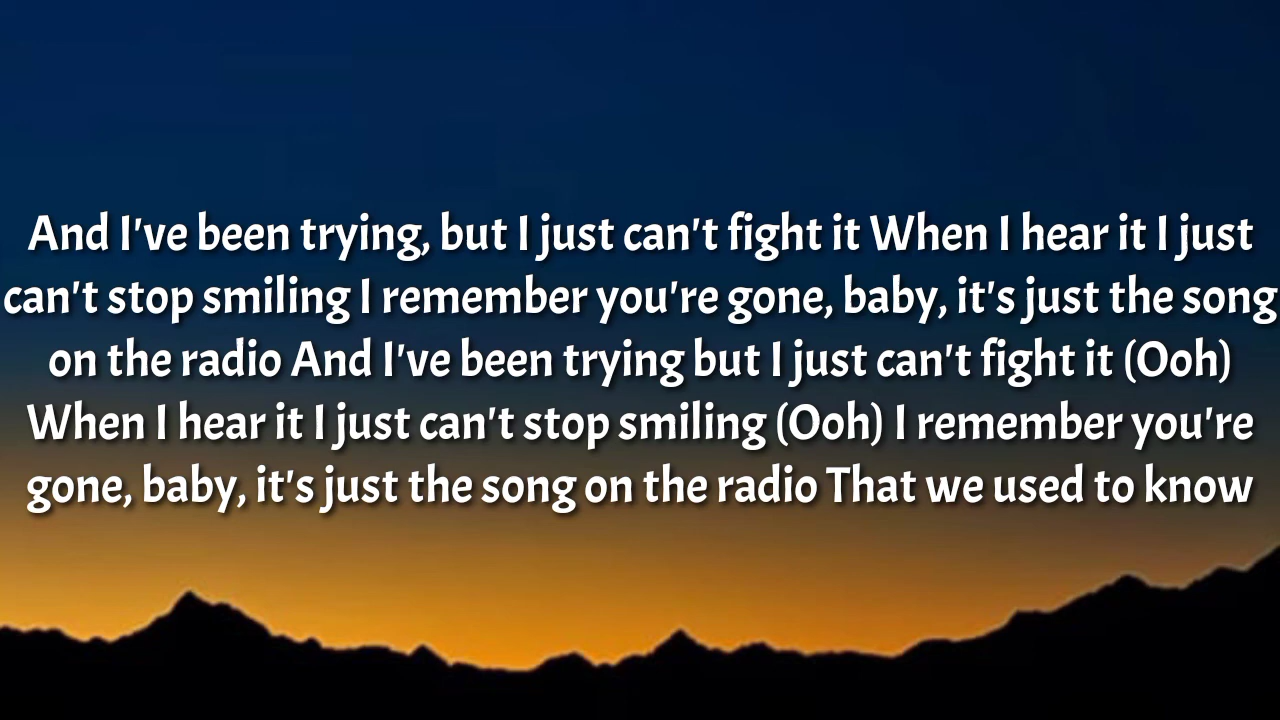 And I've been trying, but I just can't fight it When I hear it I just
can't stop smiling I remember you're gone, baby, it's just the song
on the radio And I've been trying but I just can't fight it (Ooh)
When I hear it I just can't stop smiling (Ooh) I remember you're
gone, baby, it's just the song on the radio That we used to know